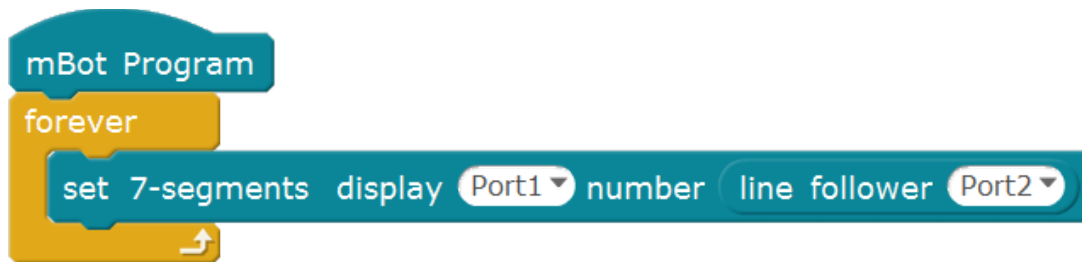 mBot Program
forever
set 7-segments display Port1 number line follower Port2